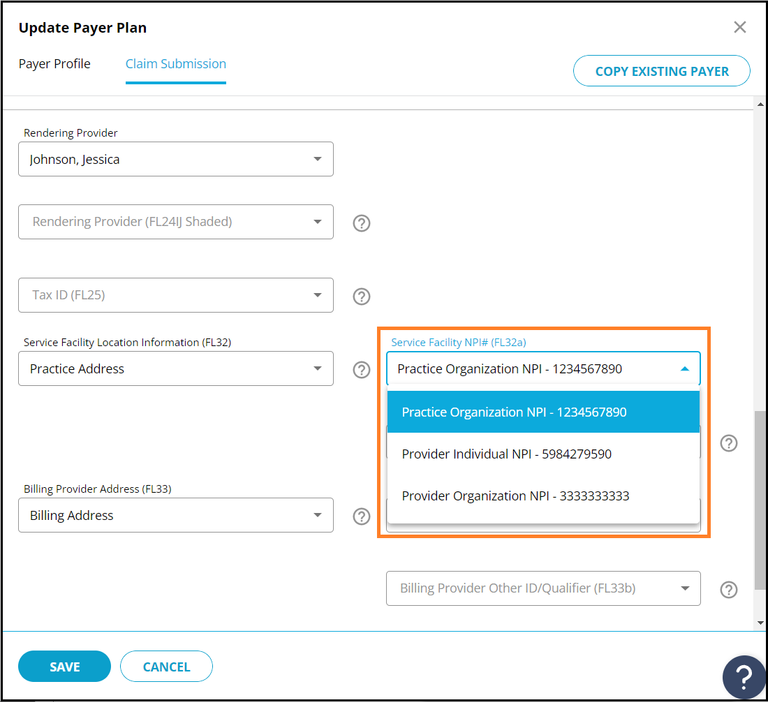 Update Payer Plan
Payer Profile
Claim Submission
COPY EXISTING PAYER
Rendering Provider
Johnson, Jessica
Rendering Provider (FL24IJ Shaded)
Tax ID (FL25)
Service Facility Location Information (FL32)
Practice Address
Service Facility NPI# (FL32a)
Practice Organization NPI - 1234567890
Practice Organization NPI - 1234567890
Provider Individual NPI - 5984279590
Provider Organization NPI - 3333333333
Billing Provider Address (FL33)
Billing Address
Billing Provider Other ID/Qualifier (FL33b)
SAVE
CANCEL